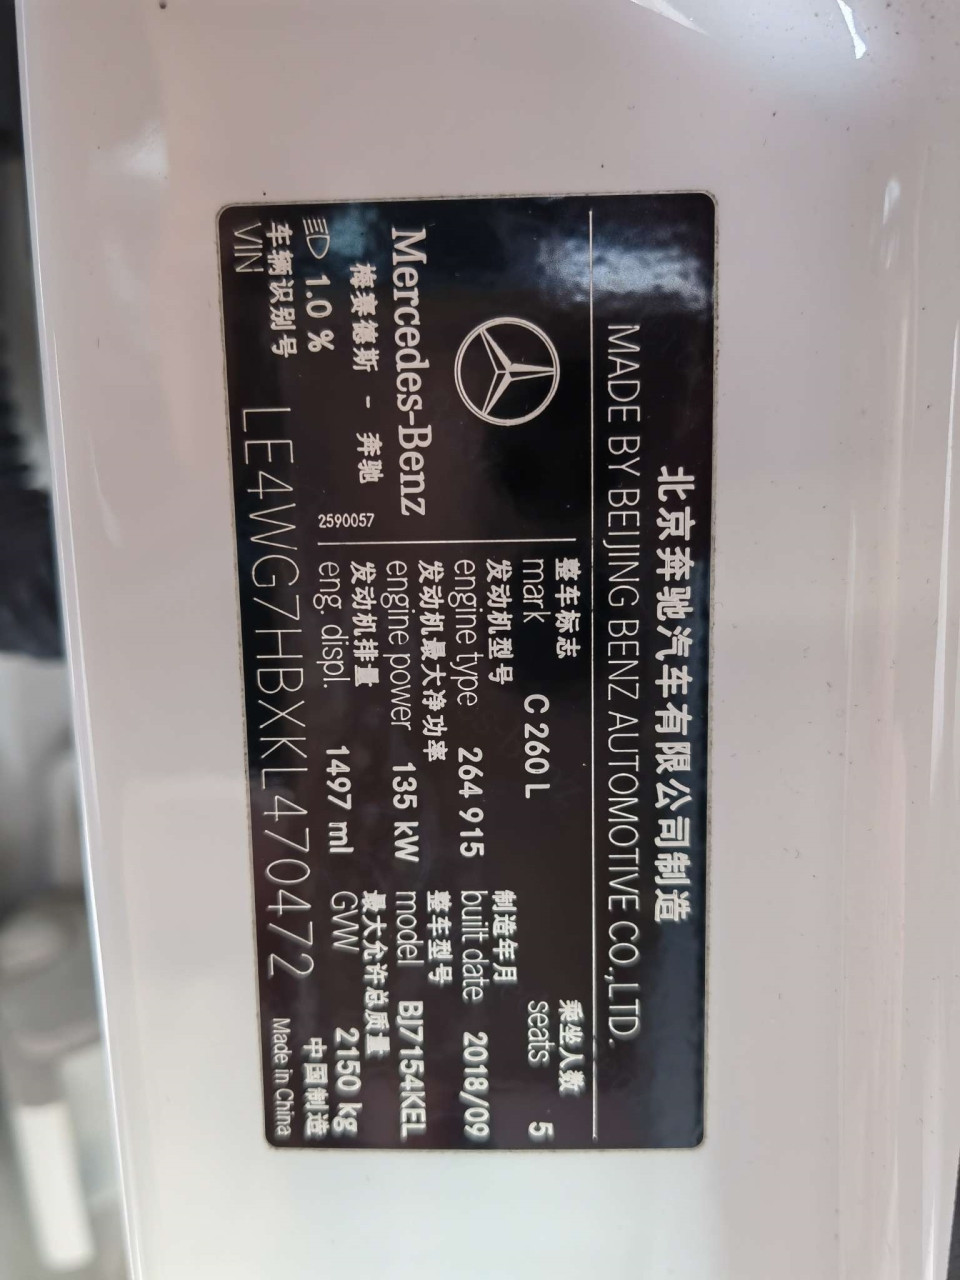 北京奔驰汽车有限公司制造
MADE BY BEIJING BENZ AUTOMOTIVE CO.,LTD.
Mercedes-Benz
梅赛德斯 - 奔驰
2590057
整车标志
mark C 260 L
乘坐人数
seats 5
发动机型号
engine type 264 915
制造年月
built date 2018/09
发动机最大净功率
engine power 135 kW
整车型号
model BJ7154KEL
发动机排量
eng. displ. 1497 ml
最大允许总质量
GVW 2150 kg
1.0 %
车辆识别号
VIN LE4WG7HBXKL470472
中国制造
Made in China